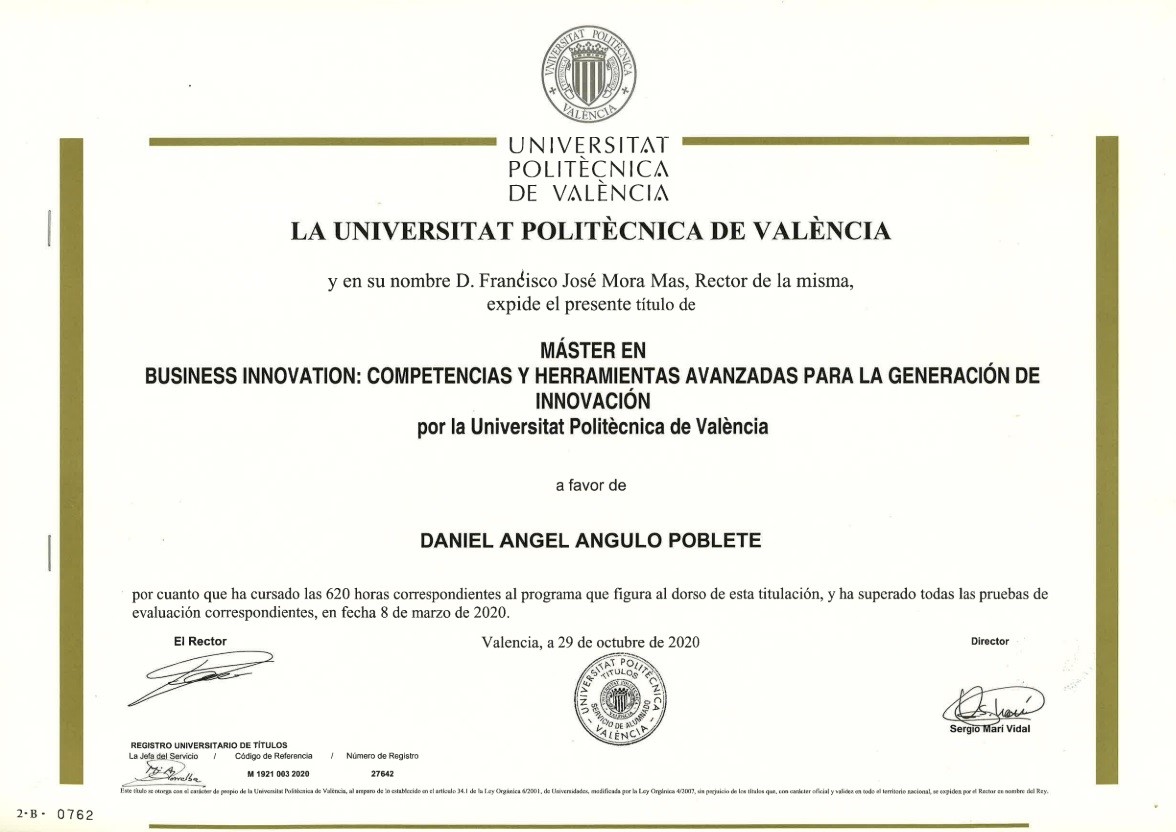 UNIVERSITAT POLITÈCNICA
VALÈNCIA
UNIVERSITAT
POLITÈCNICA
DE VALÈNCIA
LA UNIVERSITAT POLITÈCNICA DE VALÈNCIA
y en su nombre D. Francisco José Mora Mas, Rector de la misma,
expide el presente título de
MÁSTER EN
BUSINESS INNOVATION: COMPETENCIAS Y HERRAMIENTAS AVANZADAS PARA LA GENERACIÓN DE
INNOVACIÓN
por la Universitat Politècnica de València
a favor de
DANIEL ANGEL ANGULO POBLETE
por cuanto que ha cursado las 620 horas correspondientes al programa que figura al dorso de esta titulación, y ha superado todas las pruebas de
evaluación correspondientes, en fecha 8 de marzo de 2020.
El Rector
Valencia, a 29 de octubre de 2020
Director
UNIVERSITAT POLITÈCNICA
TITULOS
SERVICIO DE ALUMNADO
VALÈNCIA
Sergio Mari Vidal
REGISTRO UNIVERSITARIO DE TÍTULOS
La Jefa del Servicio / Código de Referencia / Número de Registro
M 1921 003 2020 27642
Este título se otorga con el carácter de propio de la Universitat Politècnica de València, al amparo de lo establecido en el artículo 34.1 de la Ley Orgánica 6/2001, de Universidades, modificada por la Ley Orgánica 4/2007, sin prejuicio de los títulos que, con carácter oficial y validez en todo el territorio nacional, se expiden por el Rector en nombre del Rey.
2-B- 0762